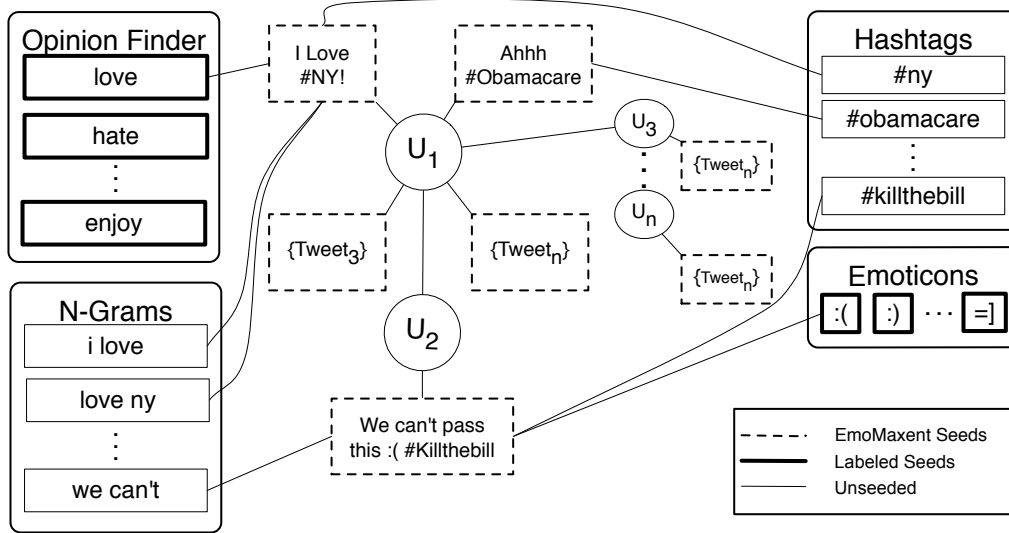 Opinion Finder
love
hate
enjoy
N-Grams
i love
love ny
we can't
I Love
#NY!
Ahhh
#Obamacare
U1
U3
{Tweetn}
Un
{Tweetn}
{Tweet3}
{Tweetn}
U2
We can't pass
this :( #Killthebill
Hashtags
#ny
#obamacare
#killthebill
Emoticons
:( :) ... =]
EmoMaxent Seeds
Labeled Seeds
Unseeded